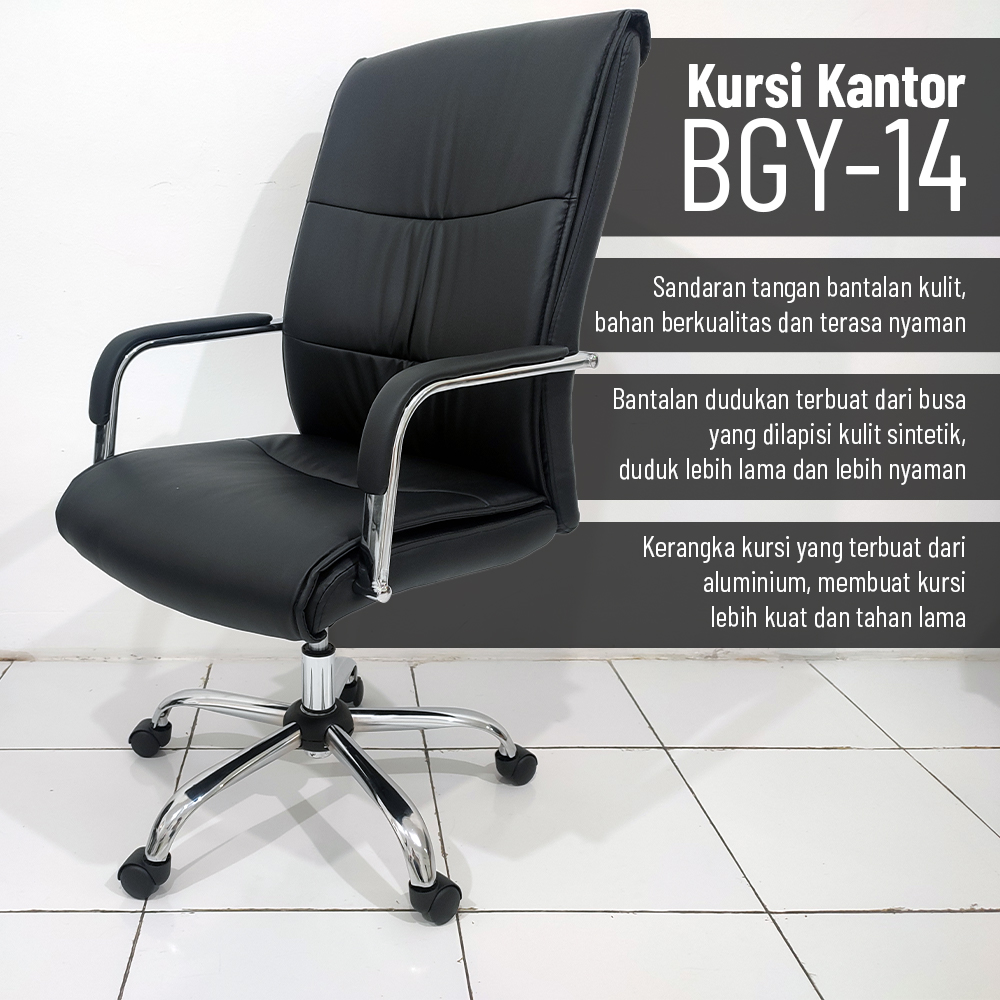 Kursi Kantor
BGY-14
Sandaran tangan bantalan kulit,
bahan berkualitas dan terasa nyaman
Bantalan dudukan terbuat dari busa
yang dilapisi kulit sintetik,
duduk lebih lama dan lebih nyaman
Kerangka kursi yang terbuat dari
aluminium, membuat kursi
lebih kuat dan tahan lama